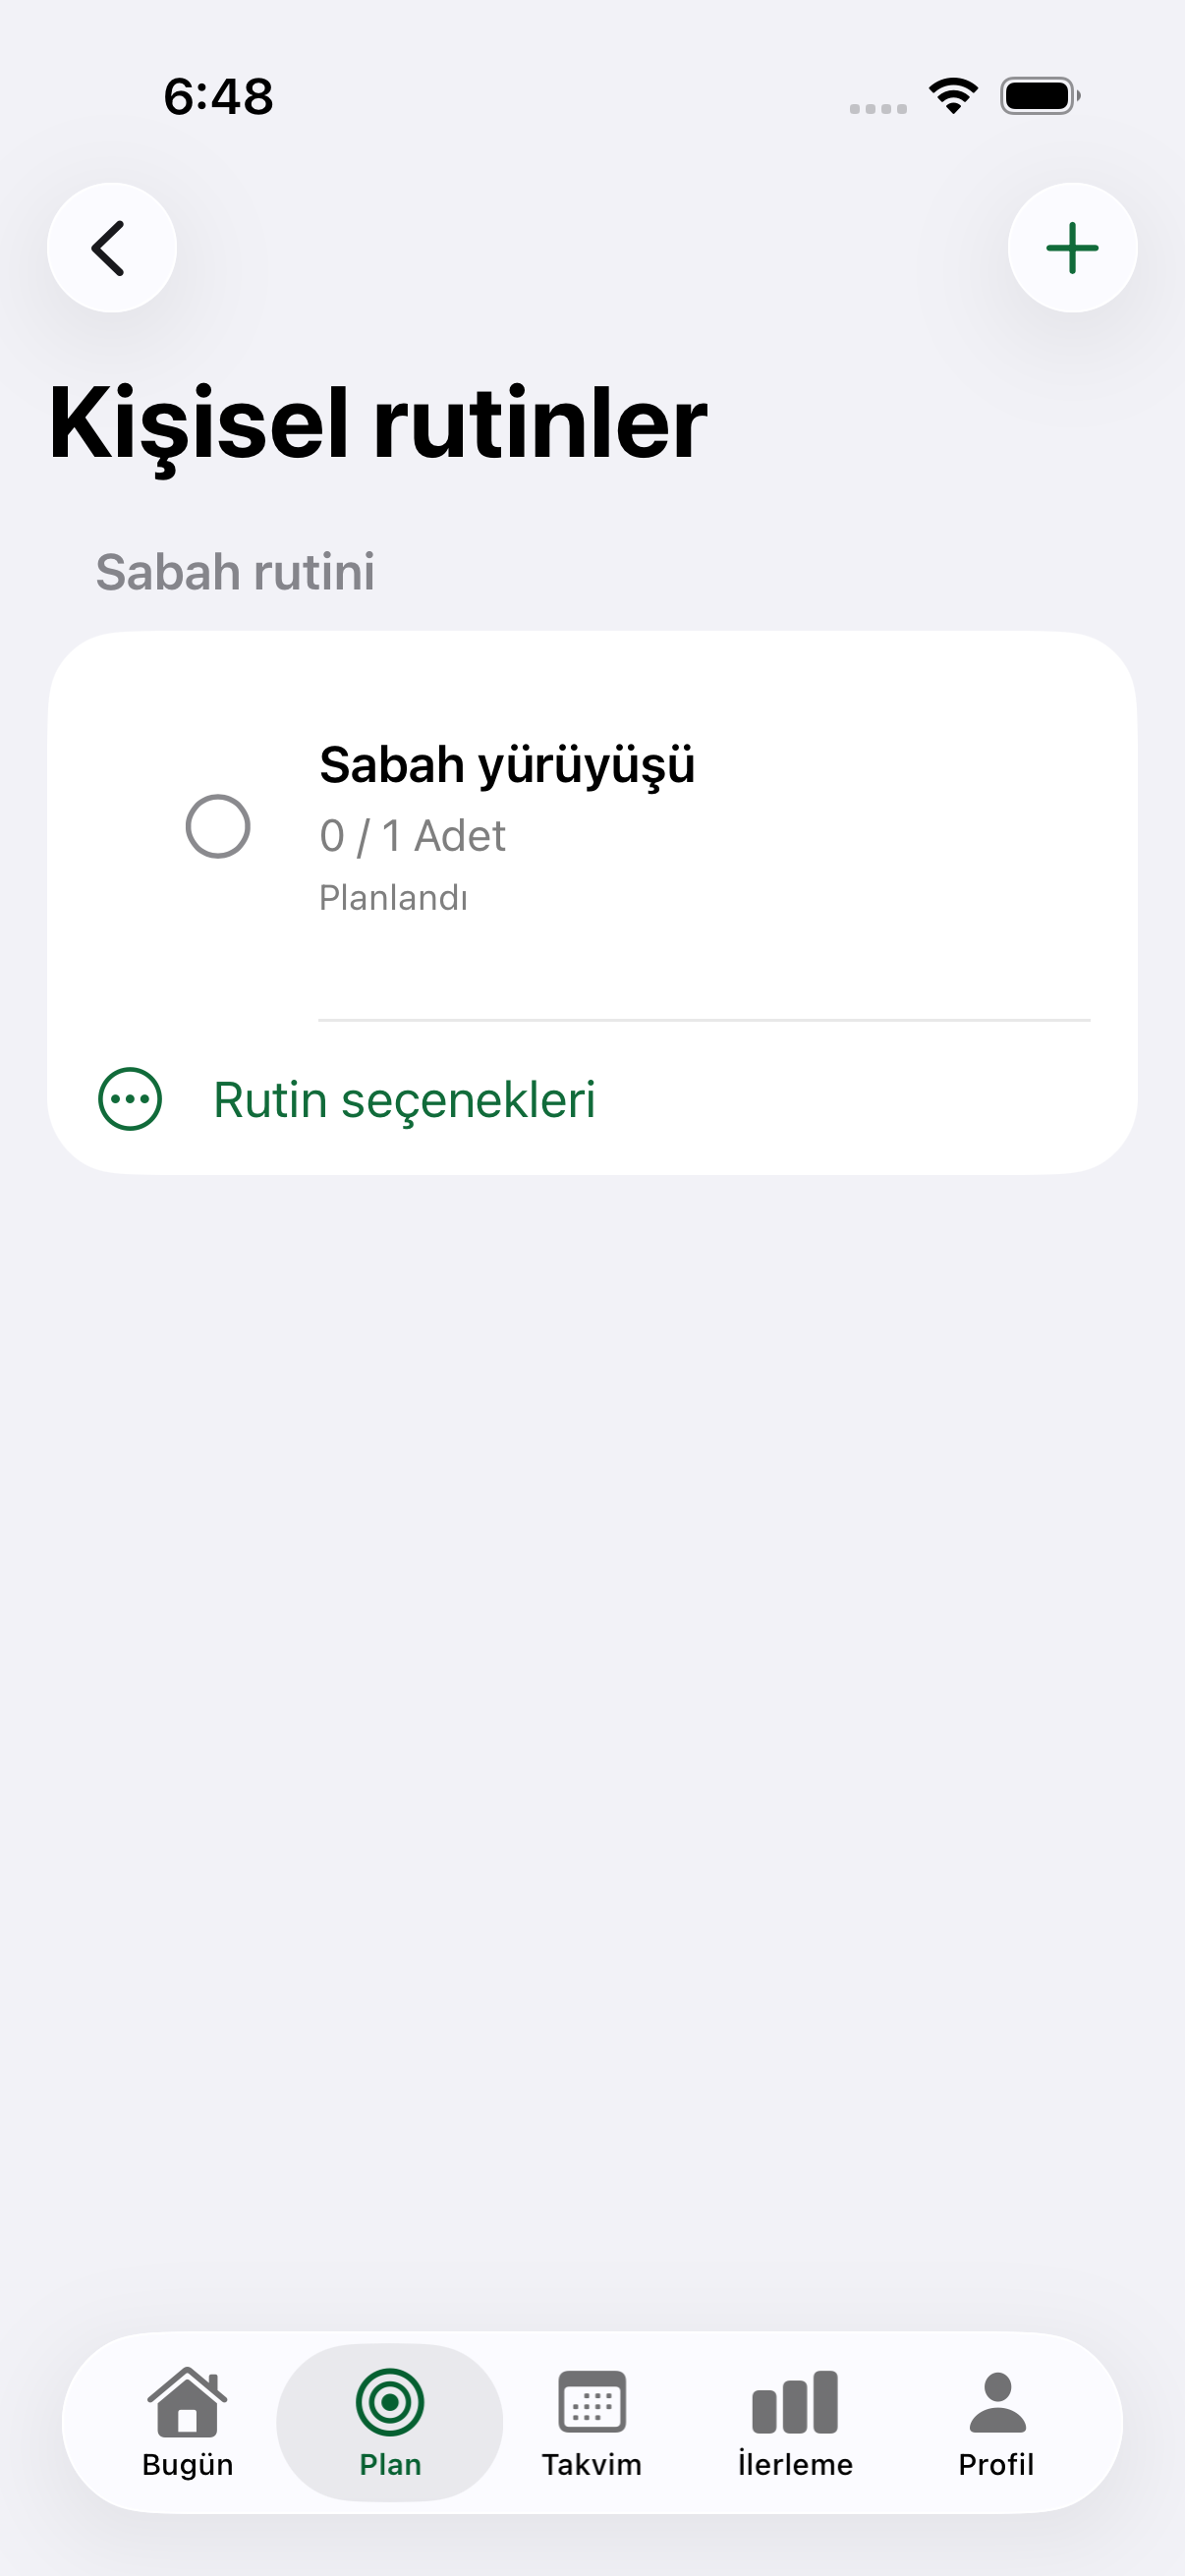 6:48
Kişisel rutinler
Sabah rutini
Sabah yürüyüşü
0 / 1 Adet
Planlandı
Rutin seçenekleri
Bugün
Plan
Takvim
İlerleme
Profil